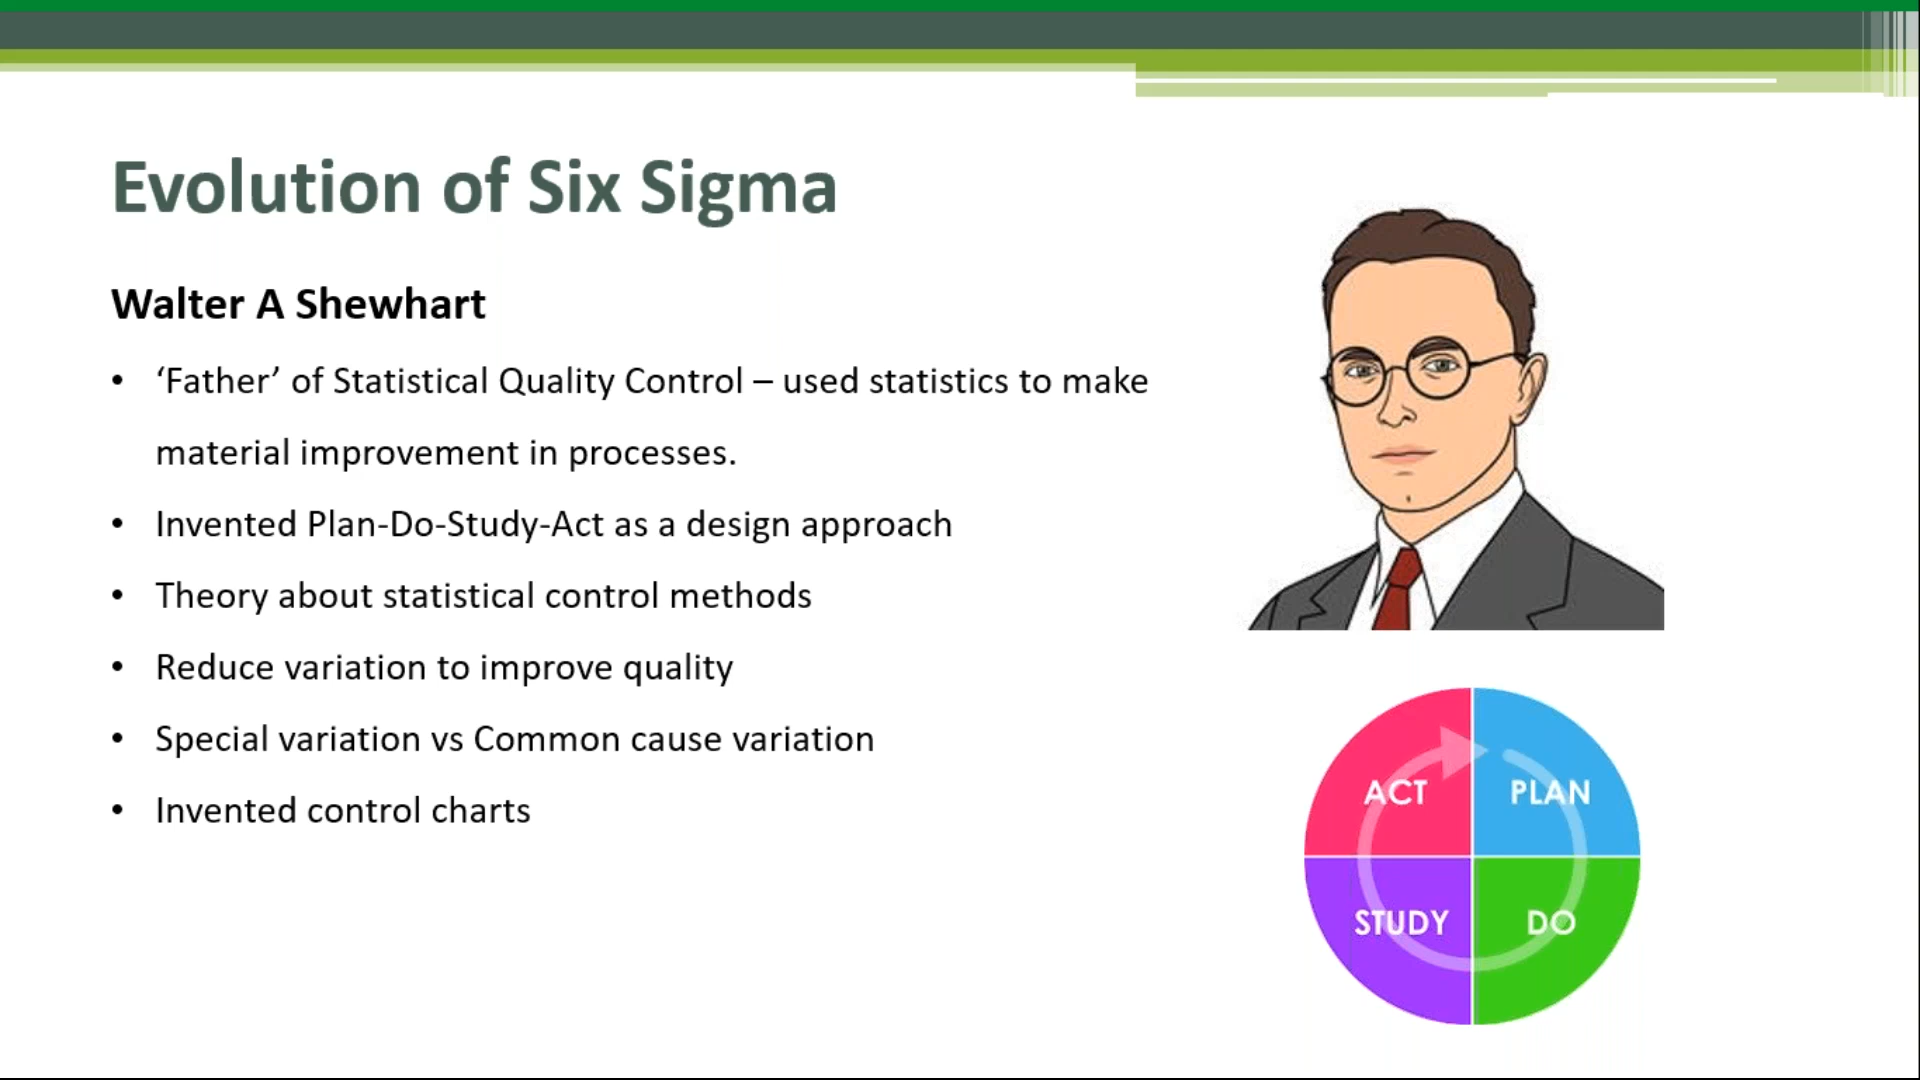 Evolution of Six Sigma
Walter A Shewhart
• ‘Father’ of Statistical Quality Control – used statistics to make
material improvement in processes.
• Invented Plan-Do-Study-Act as a design approach
• Theory about statistical control methods
• Reduce variation to improve quality
• Special variation vs Common cause variation
• Invented control charts
ACT
PLAN
STUDY
DO